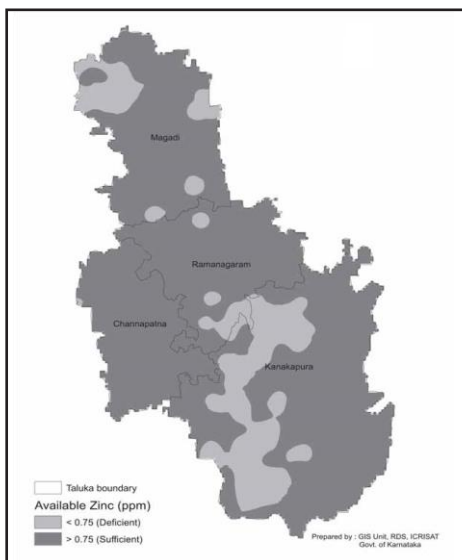 Magadi
Ramanagaram
Channapalna
Kanakapura
Taluka boundary
Available Zinc (ppm)
< 0.75 (Deficient)
> 0.75 (Sufficient)
Prepared by : GIS Unit, RDS, ICRISAT
Govt. of Karnataka